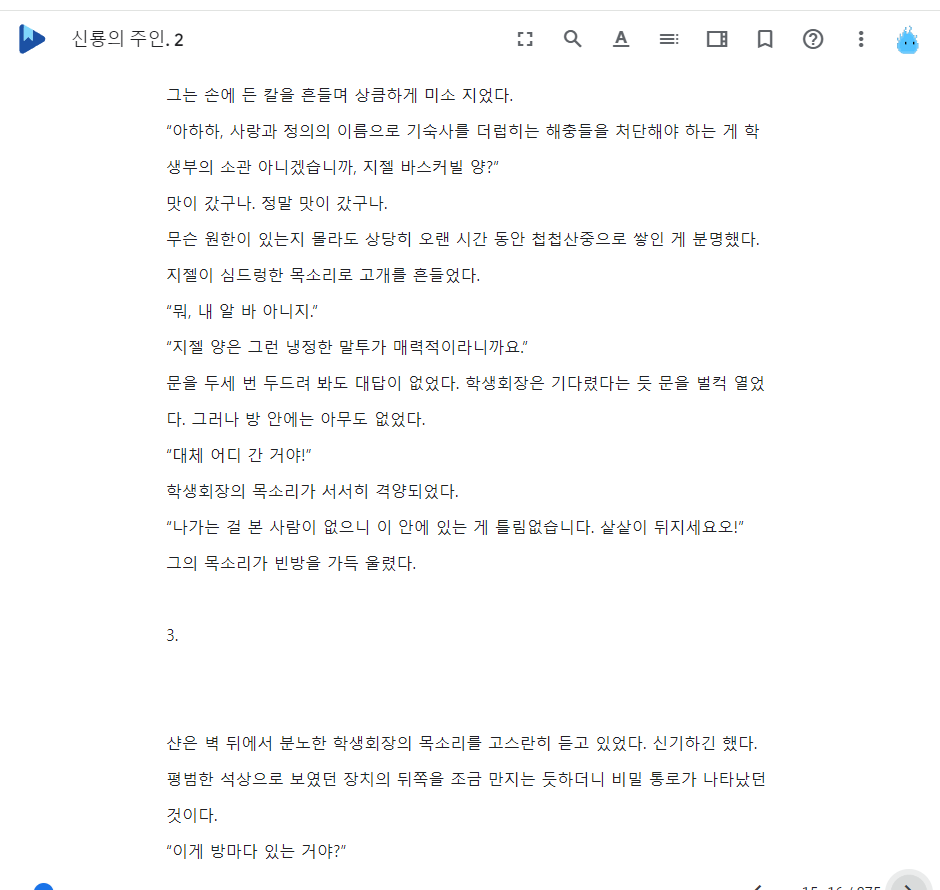 신룡의 주인. 2
그는 손에 든 칼을 흔들며 상큼하게 미소 지었다.
“아하하, 사랑과 정의의 이름으로 기숙사를 더럽히는 해충들을 처단해야 하는 게 학
생부의 소관 아니겠습니까, 지젤 바스커빌 양?”
맛이 갔구나. 정말 맛이 갔구나.
무슨 원한이 있는지 몰라도 상당히 오랜 시간 동안 첩첩산중으로 쌓인 게 분명했다.
지젤이 심드렁한 목소리로 고개를 흔들었다.
“뭐, 내 알 바 아니지.”
“지젤 양은 그런 냉정한 말투가 매력적이라니까요.”
문을 두세 번 두드려 봐도 대답이 없었다. 학생회장은 기다렸다는 듯 문을 벌컥 열었
다. 그러나 방 안에는 아무도 없었다.
“대체 어디 간 거야!”
학생회장의 목소리가 서서히 격양되었다.
“나가는 걸 본 사람이 없으니 이 안에 있는 게 틀림없습니다. 샅샅이 뒤지세요오!”
그의 목소리가 빈방을 가득 울렸다.
3.
샨은 벽 뒤에서 분노한 학생회장의 목소리를 고스란히 듣고 있었다. 신기하긴 했다.
평범한 석상으로 보였던 장치의 뒤쪽을 조금 만지는 듯하더니 비밀 통로가 나타났던
것이다.
“이게 방마다 있는 거야?”